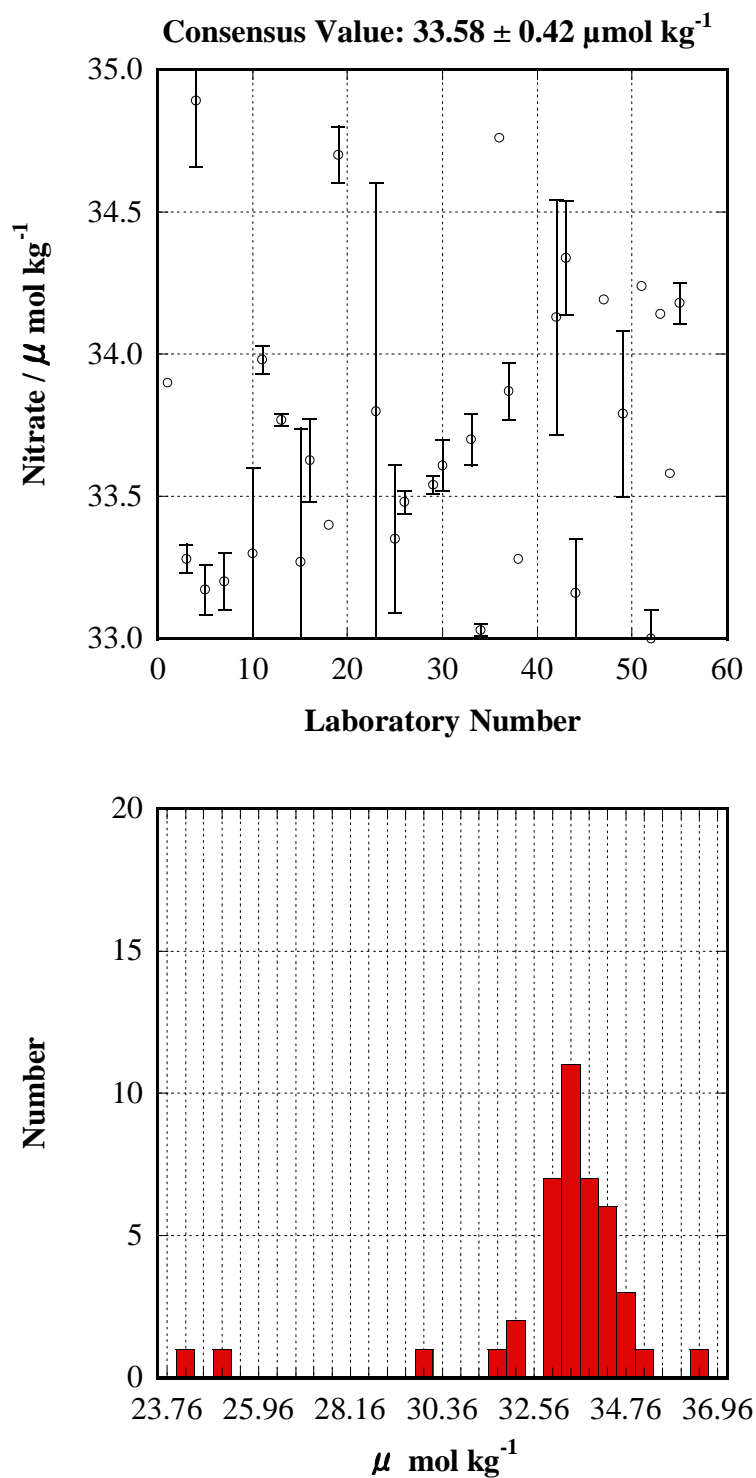 Consensus Value: 33.58 ± 0.42 µmol kg⁻¹
Nitrate / µ mol kg⁻¹
35.0
34.5
34.0
33.5
33.0
0 10 20 30 40 50 60
Laboratory Number
Number
20
15
10
5
0
23.76 25.96 28.16 30.36 32.56 34.76 36.96
µ mol kg⁻¹